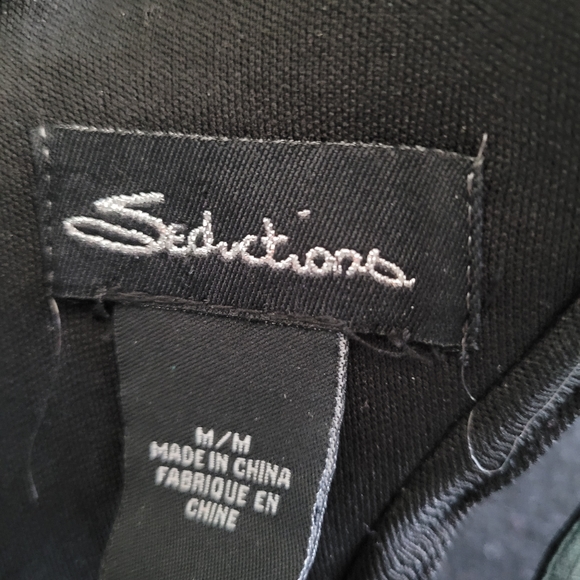 Seductions
M/M
MADE IN CHINA
FABRIQUE EN
CHINE